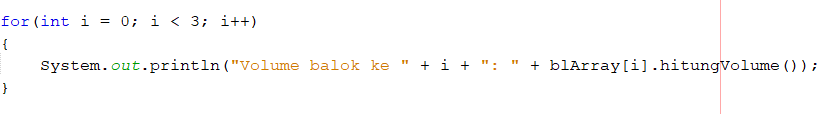 for(int i = 0; i < 3; i++)
{
    System.out.println("Volume balok ke " + i + ": " + blArray[i].hitungVolume());
}